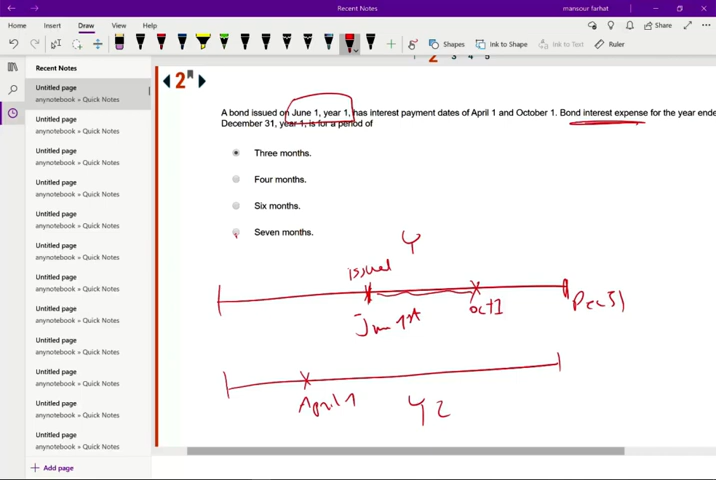 Recent Notes
mansour farhat
Home
Insert
Draw
View
Help
Share
Shapes
Ink to Shape
Ink to Text
Ruler
Recent Notes
Untitled page
anynotebook » Quick Notes
Untitled page
anynotebook » Quick Notes
Untitled page
anynotebook » Quick Notes
Untitled page
anynotebook » Quick Notes
Untitled page
anynotebook » Quick Notes
Untitled page
anynotebook » Quick Notes
Untitled page
anynotebook » Quick Notes
Untitled page
anynotebook » Quick Notes
Untitled page
anynotebook » Quick Notes
Untitled page
anynotebook » Quick Notes
Untitled page
anynotebook » Quick Notes
Untitled page
anynotebook » Quick Notes
+ Add page
2 3 4 5
2
A bond issued on June 1, year 1, has interest payment dates of April 1 and October 1. Bond interest expense for the year ende
December 31, year 1, is for a period of
Three months.
Four months.
Six months.
Seven months.
Y
issued
Jun 1st
oct 1
Dec 31
April 1
Y 2